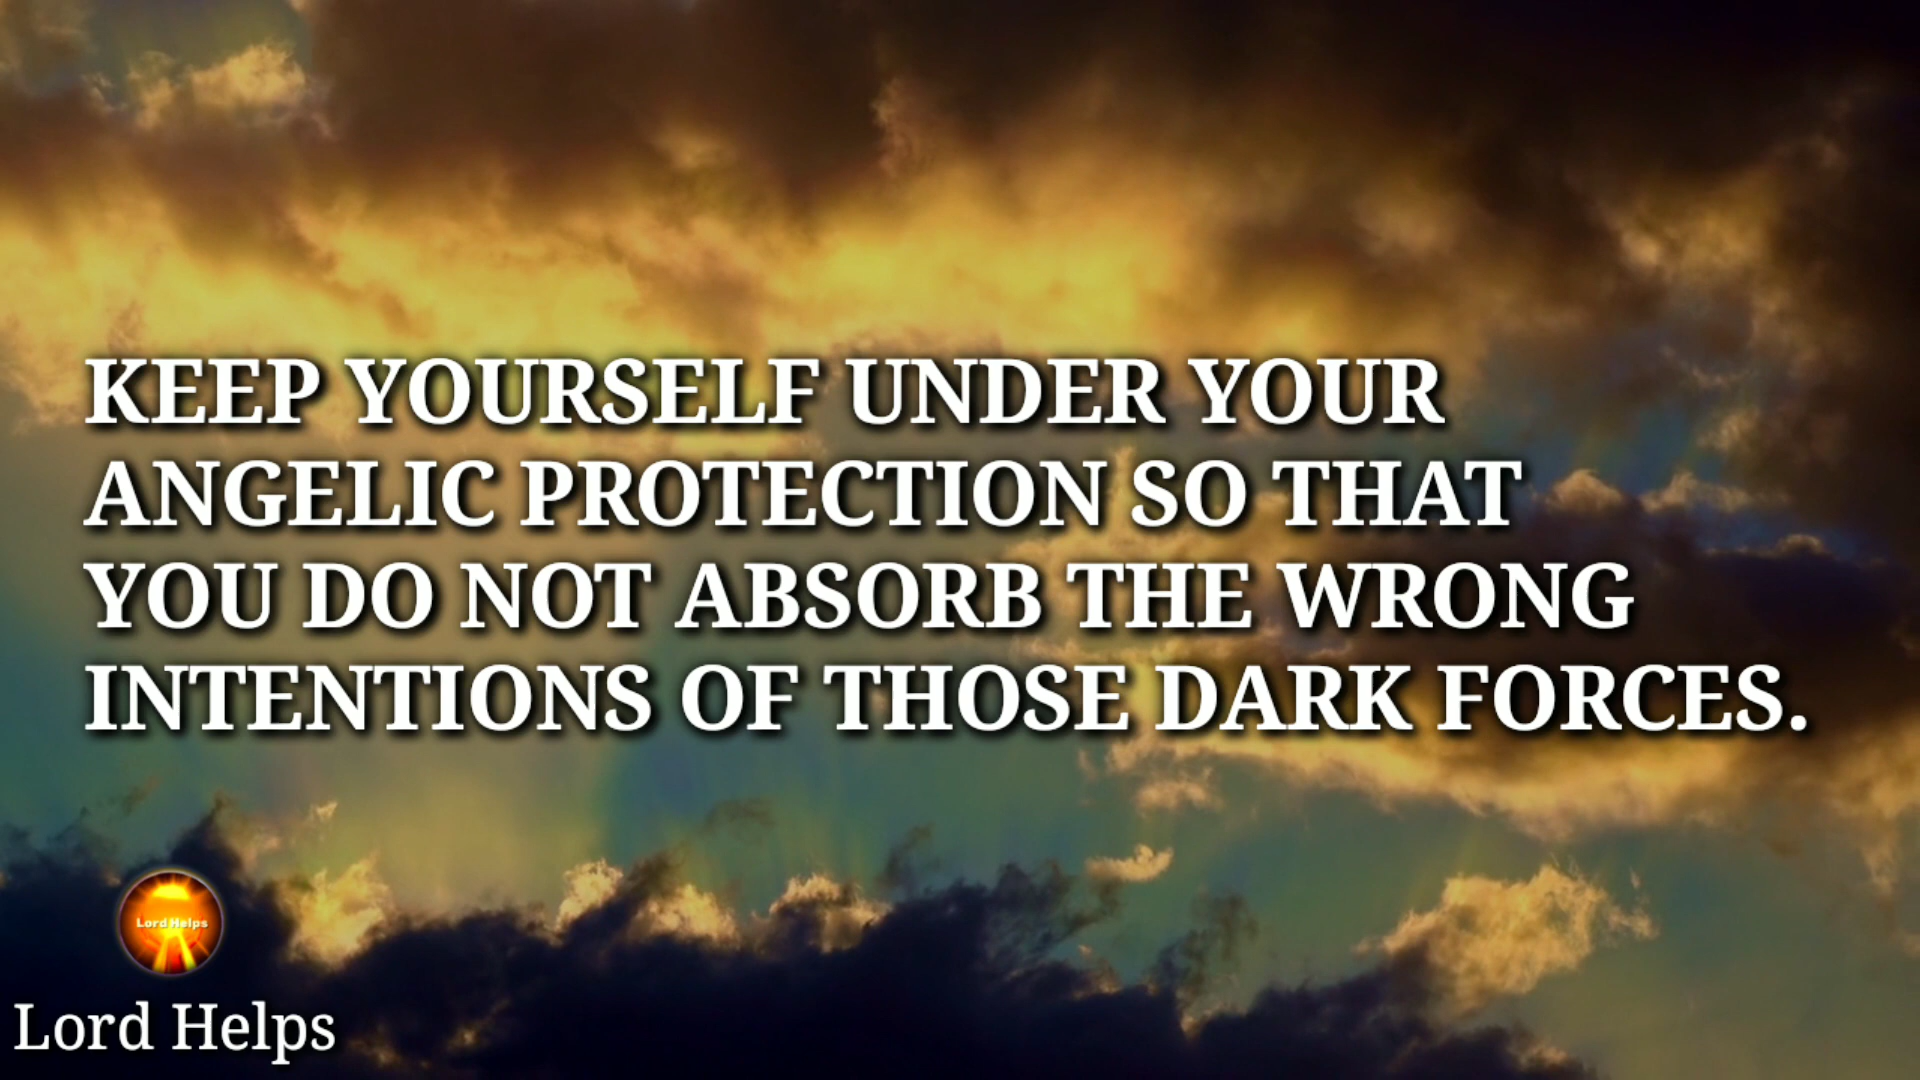 KEEP YOURSELF UNDER YOUR
ANGELIC PROTECTION SO THAT
YOU DO NOT ABSORB THE WRONG
INTENTIONS OF THOSE DARK FORCES.
Lord Helps
Lord Helps